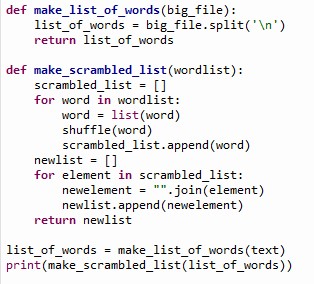 def make_list_of_words(big_file):
    list_of_words = big_file.split('\n')
    return list_of_words

def make_scrambled_list(wordlist):
    scrambled_list = []
    for word in wordlist:
        word = list(word)
        shuffle(word)
        scrambled_list.append(word)
    newlist = []
    for element in scrambled_list:
        newelement = "".join(element)
        newlist.append(newelement)
    return newlist

list_of_words = make_list_of_words(text)
print(make_scrambled_list(list_of_words))